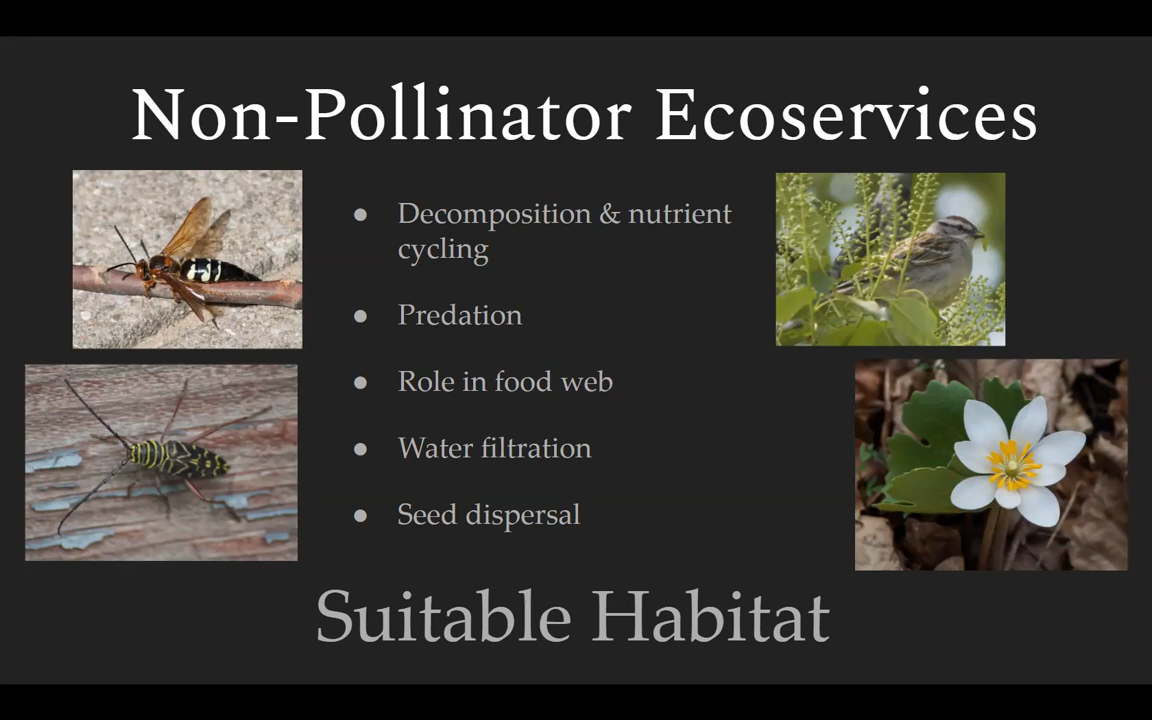 Non-Pollinator Ecoservices
● Decomposition & nutrient
cycling
● Predation
● Role in food web
● Water filtration
● Seed dispersal
Suitable Habitat